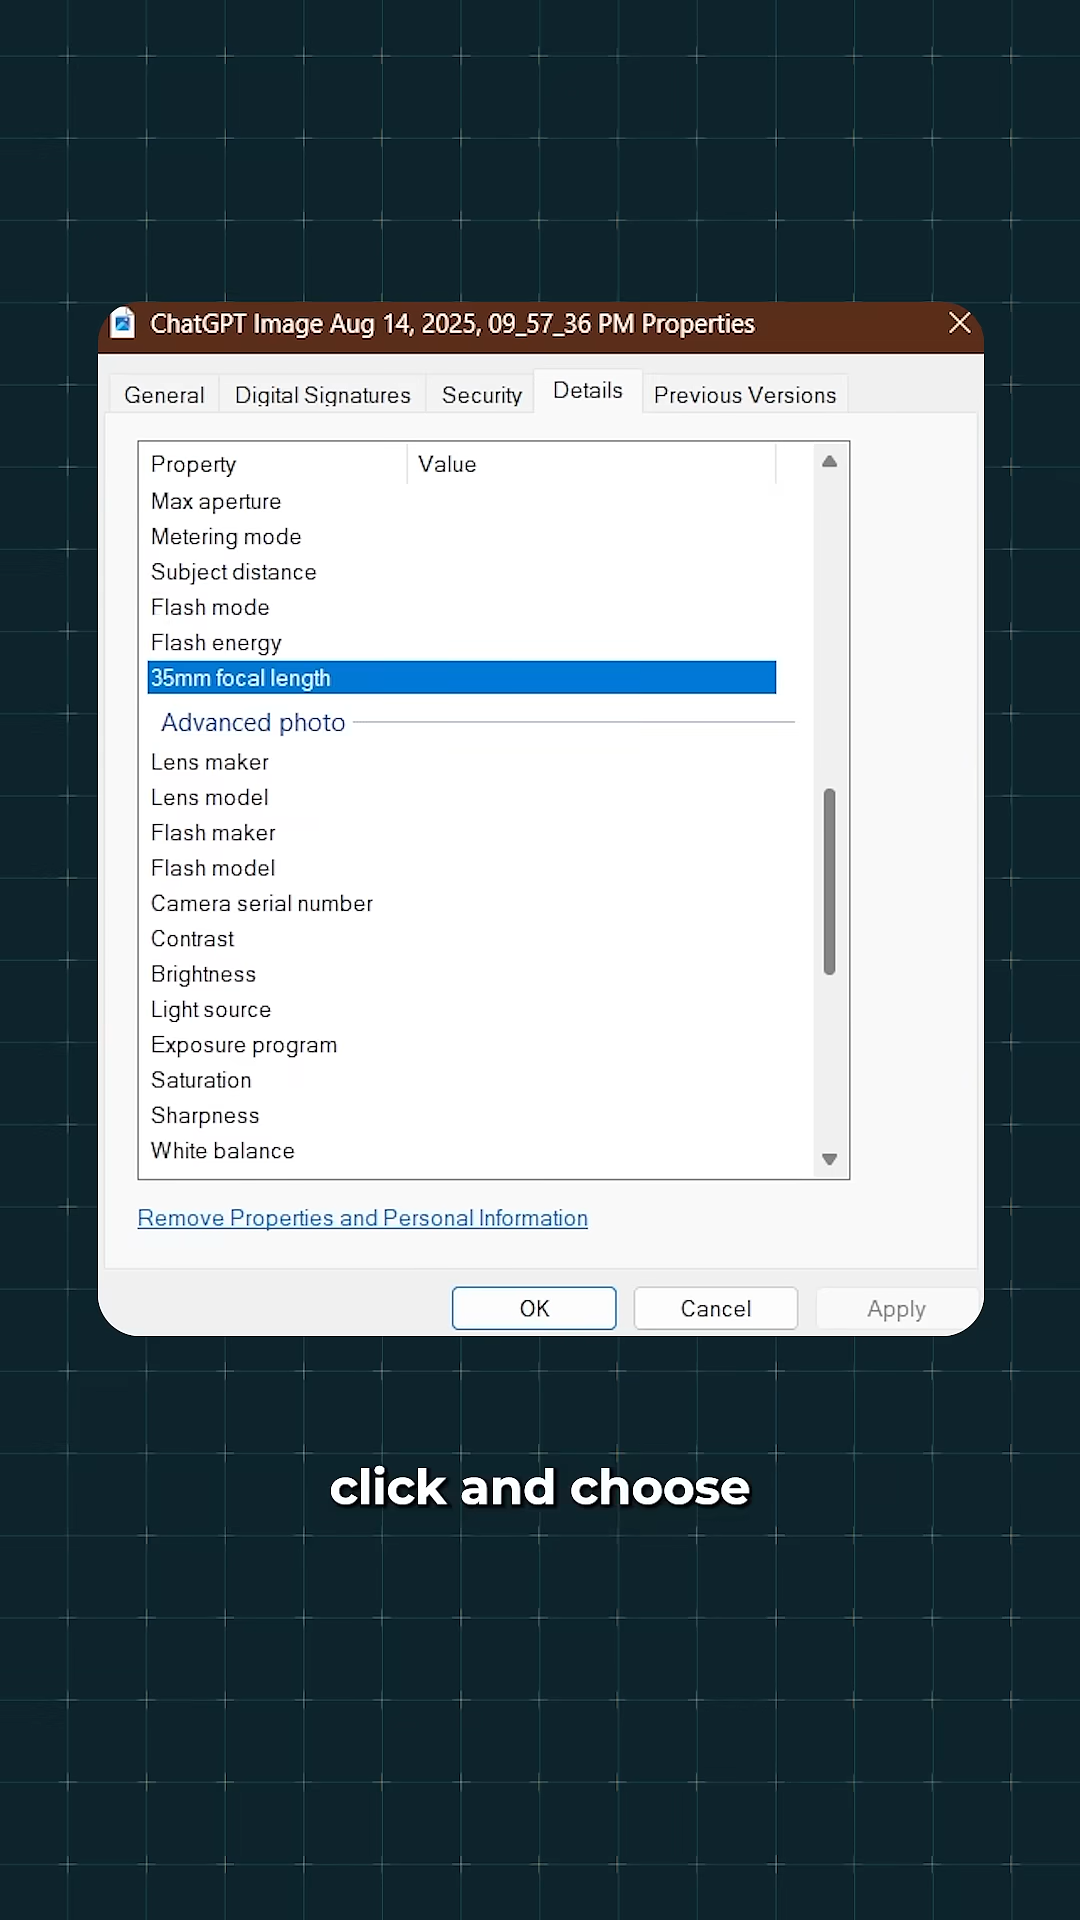 ChatGPT Image Aug 14, 2025, 09_57_36 PM Properties
General Digital Signatures Security Details Previous Versions
Property Value
Max aperture
Metering mode
Subject distance
Flash mode
Flash energy
35mm focal length
Advanced photo
Lens maker
Lens model
Flash maker
Flash model
Camera serial number
Contrast
Brightness
Light source
Exposure program
Saturation
Sharpness
White balance
Remove Properties and Personal Information
OK Cancel Apply
click and choose